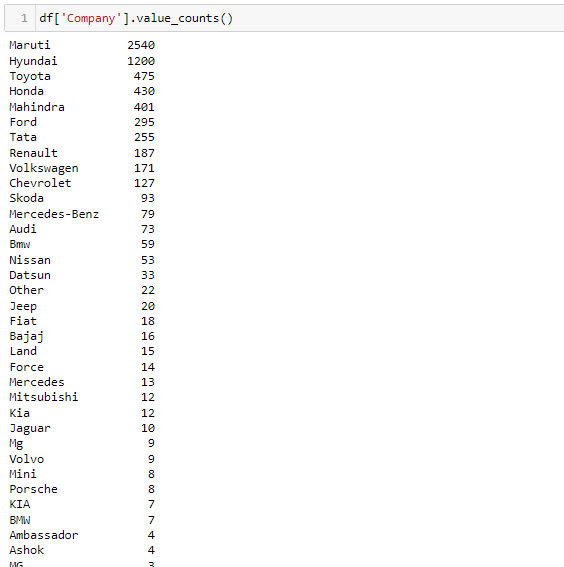 1 df['Company'].value_counts()
Maruti 2540
Hyundai 1200
Toyota 475
Honda 430
Mahindra 401
Ford 295
Tata 255
Renault 187
Volkswagen 171
Chevrolet 127
Skoda 93
Mercedes-Benz 79
Audi 73
Bmw 59
Nissan 53
Datsun 33
Other 22
Jeep 20
Fiat 18
Bajaj 16
Land 15
Force 14
Mercedes 13
Mitsubishi 12
Kia 12
Jaguar 10
Mg 9
Volvo 9
Mini 8
Porsche 8
KIA 7
BMW 7
Ambassador 4
Ashok 4
MG 3